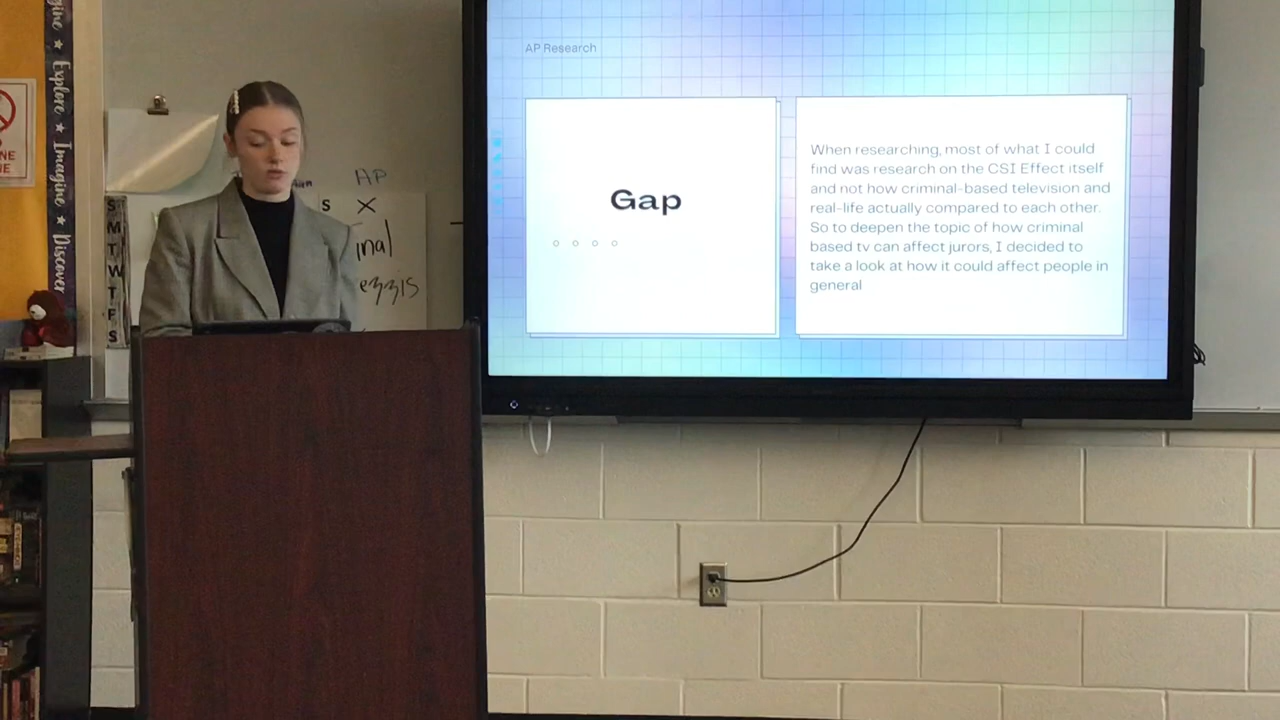 Explore ★ Imagine ★ Discover
AP Research
Gap
When researching, most of what I could
find was research on the CSI Effect itself
and not how criminal-based television and
real-life actually compared to each other.
So to deepen the topic of how criminal
based tv can affect jurors, I decided to
take a look at how it could affect people in
general
AP
S X
S
M
T
W
T
F
S